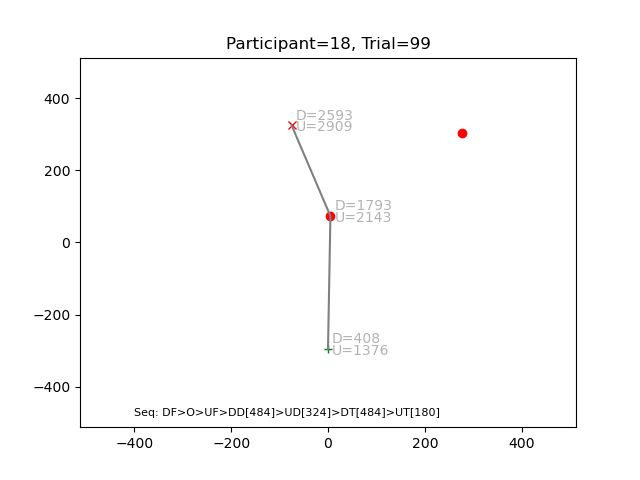 Participant=18, Trial=99
400
200
0
−200
−400
D=2593
U=2909
D=1793
U=2143
D=408
U=1376
Seq: DF>O>UF>DD[484]>UD[324]>DT[484]>UT[180]
−400 −200 0 200 400